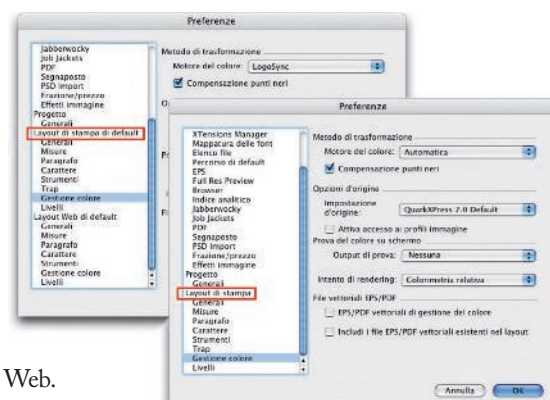 Preferenze
Jabberwocky
Job Jackets
PDF
Segnaposto
PSD Import
Frazione/prezzo
Effetti immagine
Progetto
Generali
Layout di stampa di default
Generali
Misure
Paragrafo
Carattere
Strumenti
Trap
Gestione colore
Livelli
Layout Web di default
Generali
Misure
Paragrafo
Carattere
Strumenti
Gestione colore
Livelli
Metodo di trasformazione
Motore del colore: LogoSync
Compensazione punti neri
Preferenze
XTensions Manager
Mappatura delle font
Elenco file
Percorso di default
EPS
Full Res Preview
Browser
Indice analitico
Jabberwocky
Job Jackets
PDF
Segnaposto
PSD Import
Frazione/prezzo
Effetti immagine
Progetto
Generali
Layout di stampa
Generali
Misure
Paragrafo
Carattere
Strumenti
Trap
Gestione colore
Livelli
Metodo di trasformazione
Motore del colore: Automatica
Compensazione punti neri
Opzioni d'origine
Impostazione d'origine: QuarkXPress 7.0 Default
Attiva accesso ai profili immagine
Prova del colore su schermo
Output di prova: Nessuna
Intento di rendering: Colorimetria relativa
File vettoriali EPS/PDF
EPS/PDF vettoriali di gestione del colore
Includi i file EPS/PDF vettoriali esistenti nel layout
Annulla
OK
Web.